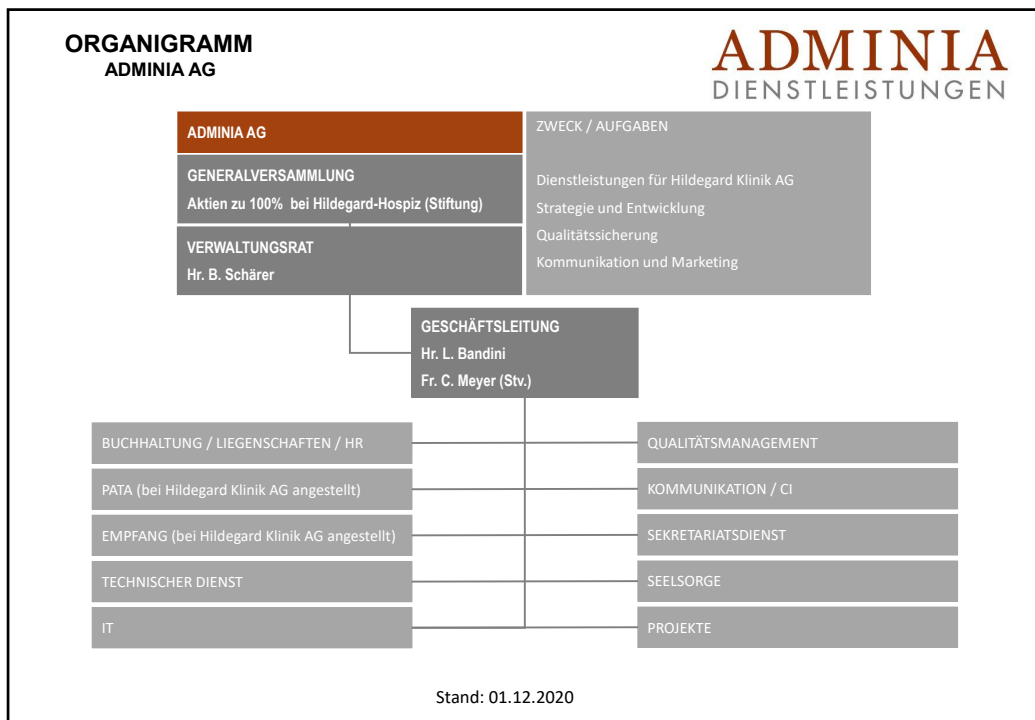 ORGANIGRAMM
ADMINIA AG
ADMINIA
DIENSTLEISTUNGEN
ADMINIA AG
GENERALVERSAMMLUNG
Aktien zu 100% bei Hildegard-Hospiz (Stiftung)
VERWALTUNGSRAT
Hr. B. Schärer
ZWECK / AUFGABEN
Dienstleistungen für Hildegard Klinik AG
Strategie und Entwicklung
Qualitätssicherung
Kommunikation und Marketing
GESCHÄFTSLEITUNG
Hr. L. Bandini
Fr. C. Meyer (Stv.)
BUCHHALTUNG / LIEGENSCHAFTEN / HR
PATA (bei Hildegard Klinik AG angestellt)
EMPFANG (bei Hildegard Klinik AG angestellt)
TECHNISCHER DIENST
IT
QUALITÄTSMANAGEMENT
KOMMUNIKATION / CI
SEKRETARIATSDIENST
SEELSORGE
PROJEKTE
Stand: 01.12.2020